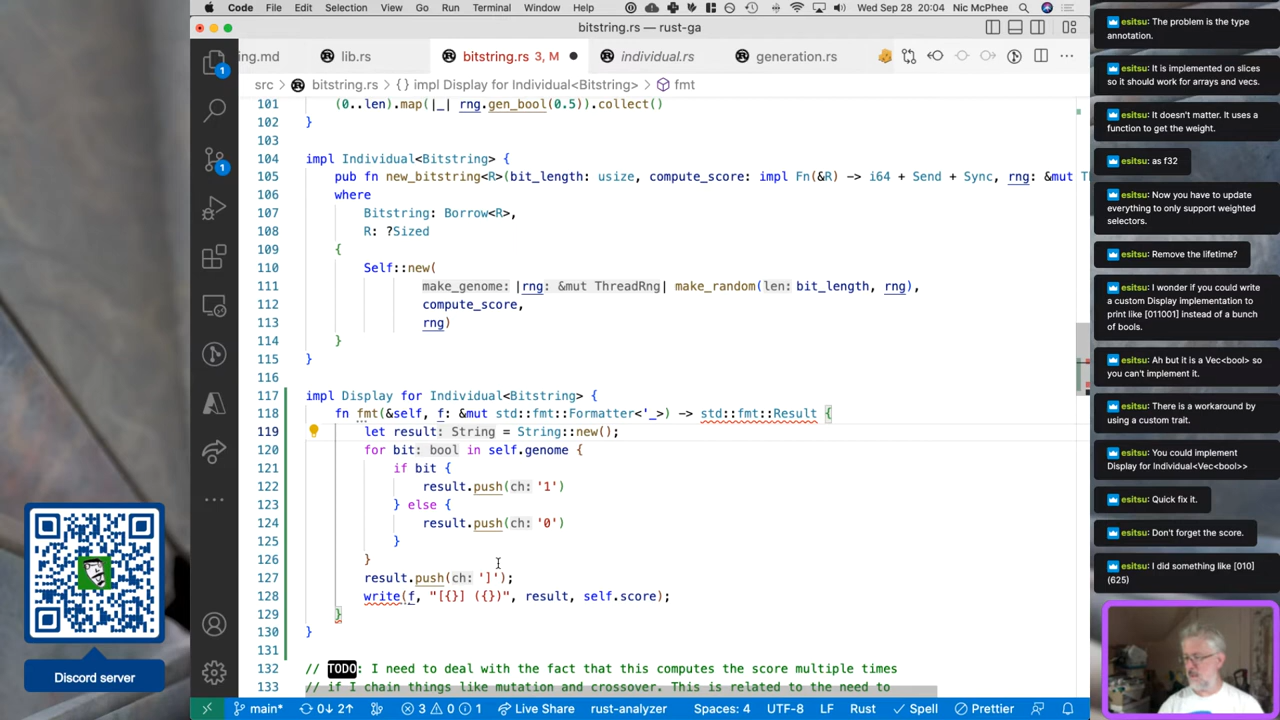 Code File Edit Selection View Go Run Terminal Window Help Wed Sep 28 20:04 Nic McPhee
bitstring.rs — rust-ga
ing.md lib.rs bitstring.rs 3, M individual.rs generation.rs
src bitstring.rs {} impl Display for Individual<Bitstring> fmt
101 (0..len).map(|_| rng.gen_bool(0.5)).collect()
102 }
103
104 impl Individual<Bitstring> {
105 pub fn new_bitstring<R>(bit_length: usize, compute_score: impl Fn(&R) -> i64 + Send + Sync, rng: &mut T
106 where
107 Bitstring: Borrow<R>,
108 R: ?Sized
109 {
110 Self::new(
111 make_genome: |rng: &mut ThreadRng| make_random(len: bit_length, rng),
112 compute_score,
113 rng)
114 }
115 }
116
117 impl Display for Individual<Bitstring> {
118 fn fmt(&self, f: &mut std::fmt::Formatter<'_>) -> std::fmt::Result {
119 let result: String = String::new();
120 for bit: bool in self.genome {
121 if bit {
122 result.push(ch: '1')
123 } else {
124 result.push(ch: '0')
125 }
126 }
127 result.push(ch: ']');
128 write(f, "[{}] ({})", result, self.score);
129 }
130 }
131
132 // TODO: I need to deal with the fact that this computes the score multiple times
133 // if I chain things like mutation and crossover. This is related to the need to
main* 0↓ 2↑ 3 0 1 Live Share rust-analyzer Spaces: 4 UTF-8 LF Rust Spell Prettier
1
1
Discord server
esitsu: The problem is the type
annotation.
esitsu: It is implemented on slices
so it should work for arrays and vecs.
esitsu: It doesn't matter. It uses a
function to get the weight.
esitsu: as f32
esitsu: Now you have to update
everything to only support weighted
selectors.
esitsu: Remove the lifetime?
esitsu: I wonder if you could write
a custom Display implementation to
print like [011001] instead of a bunch
of bools.
esitsu: Ah but it is a Vec<bool> so
you can't implement it.
esitsu: There is a workaround by
using a custom trait.
esitsu: You could implement
Display for Individual<Vec<bool>>
esitsu: Quick fix it.
esitsu: Don't forget the score.
esitsu: I did something like [010]
(625)